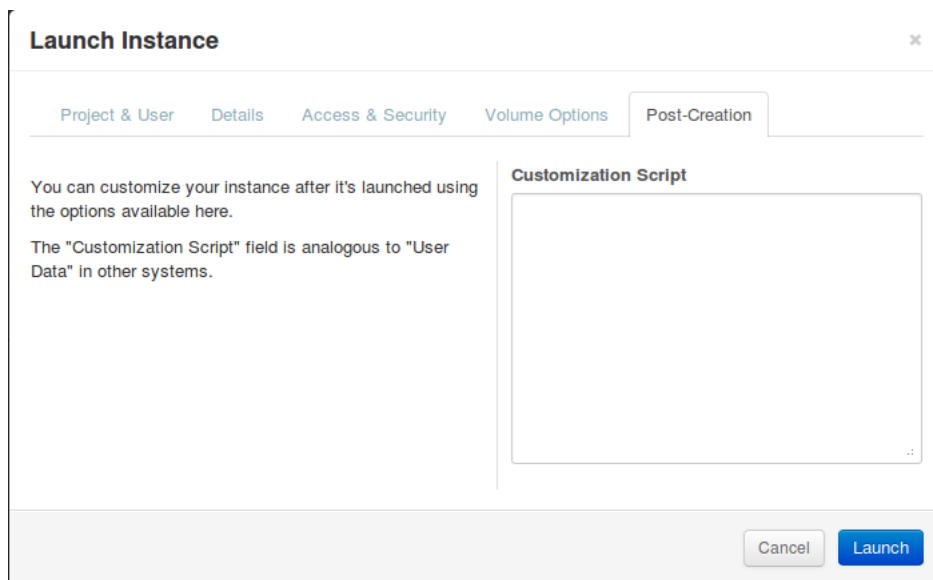 Launch Instance ×
Project & User Details Access & Security Volume Options Post-Creation
You can customize your instance after it's launched using
the options available here.
The "Customization Script" field is analogous to "User
Data" in other systems.
Customization Script
Cancel Launch